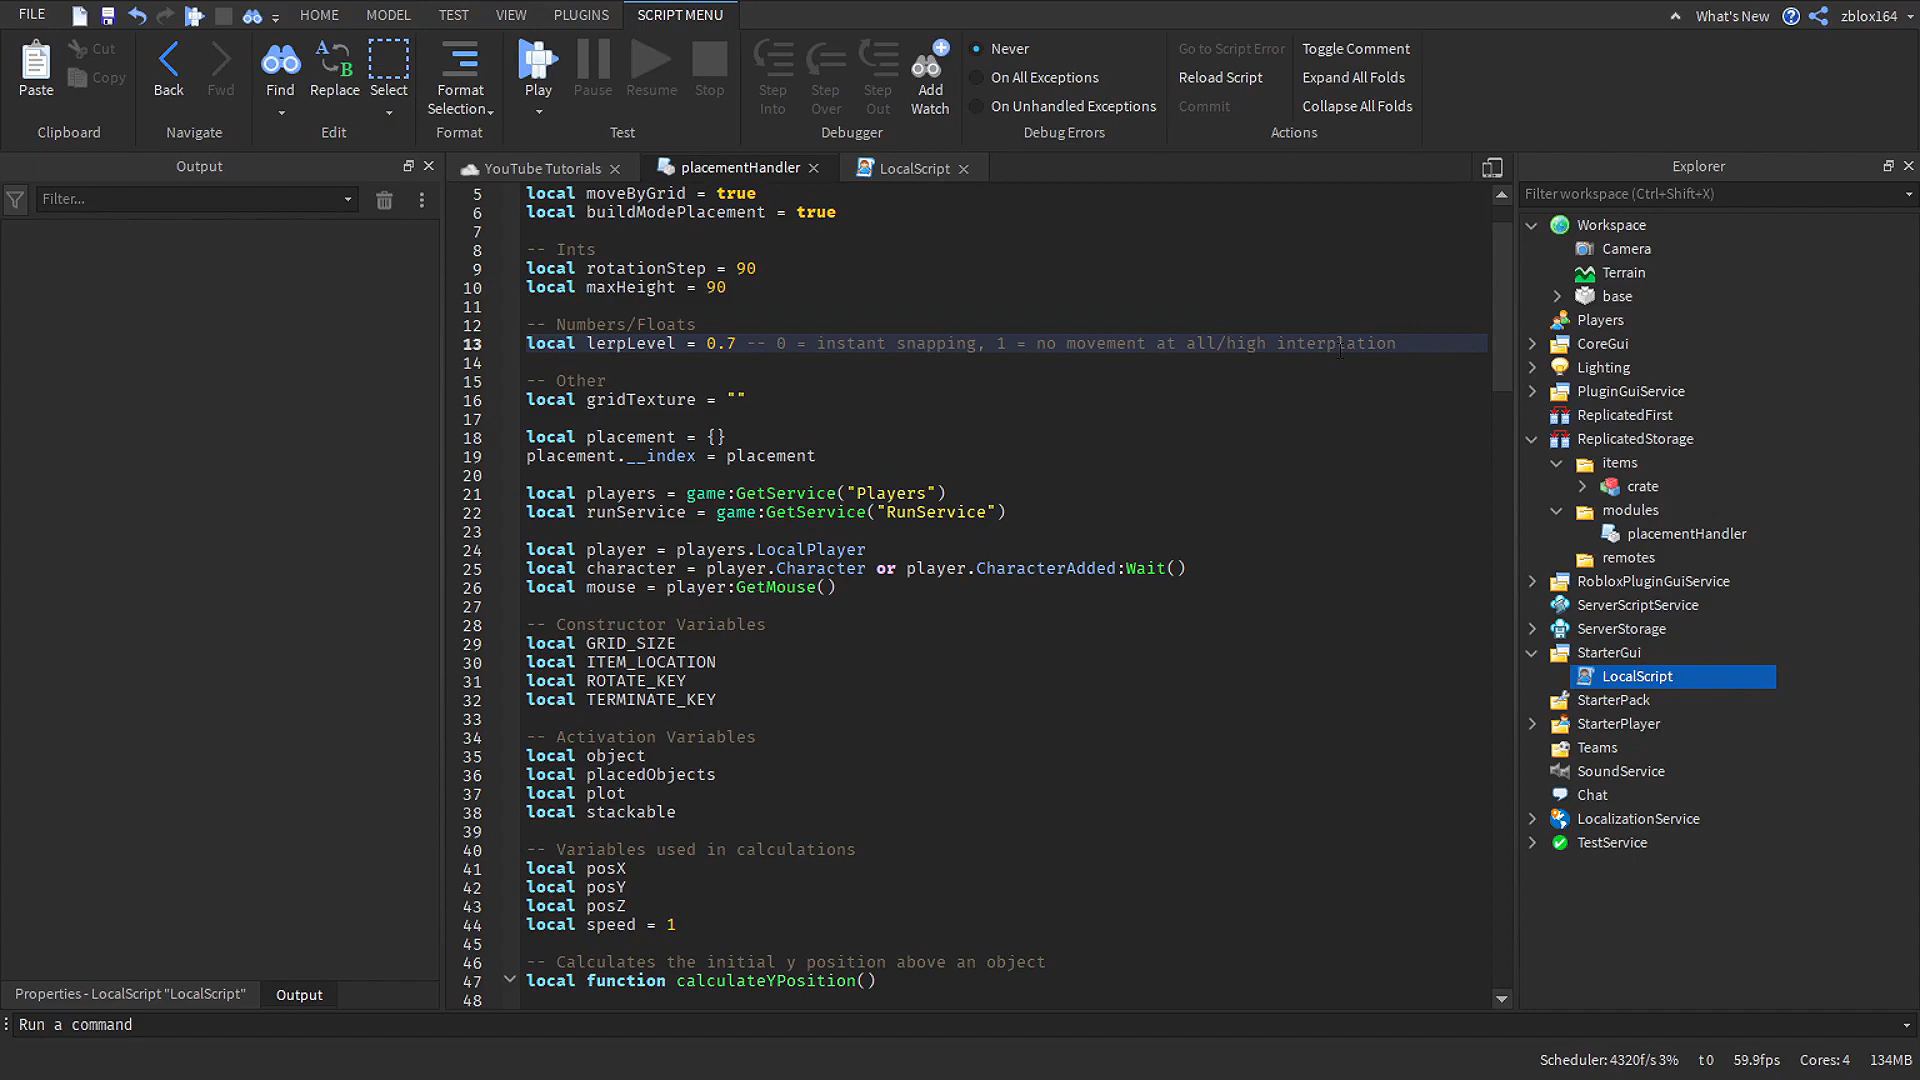 FILE HOME MODEL TEST VIEW PLUGINS SCRIPT MENU What's New zblox164
Paste Cut Copy
Clipboard
Back Fwd
Navigate
Find Replace Select
Edit
Format Selection
Format
Play Pause Resume Stop
Test
Step Into Step Over Step Out Add Watch
Debugger
Never
On All Exceptions
On Unhandled Exceptions
Debug Errors
Go to Script Error Toggle Comment
Reload Script Expand All Folds
Commit Collapse All Folds
Actions
Output
Filter...
YouTube Tutorials placementHandler LocalScript
5 local moveByGrid = true
6 local buildModePlacement = true
7
8 -- Ints
9 local rotationStep = 90
10 local maxHeight = 90
11
12 -- Numbers/Floats
13 local lerpLevel = 0.7 -- 0 = instant snapping, 1 = no movement at all/high interplation
14
15 -- Other
16 local gridTexture = ""
17
18 local placement = {}
19 placement.__index = placement
20
21 local players = game:GetService("Players")
22 local runService = game:GetService("RunService")
23
24 local player = players.LocalPlayer
25 local character = player.Character or player.CharacterAdded:Wait()
26 local mouse = player:GetMouse()
27
28 -- Constructor Variables
29 local GRID_SIZE
30 local ITEM_LOCATION
31 local ROTATE_KEY
32 local TERMINATE_KEY
33
34 -- Activation Variables
35 local object
36 local placedObjects
37 local plot
38 local stackable
39
40 -- Variables used in calculations
41 local posX
42 local posY
43 local posZ
44 local speed = 1
45
46 -- Calculates the initial y position above an object
47 local function calculateYPosition()
48
Explorer
Filter workspace (Ctrl+Shift+X)
Workspace
Camera
Terrain
base
Players
CoreGui
Lighting
PluginGuiService
ReplicatedFirst
ReplicatedStorage
items
crate
modules
placementHandler
remotes
RobloxPluginGuiService
ServerScriptService
ServerStorage
StarterGui
LocalScript
StarterPack
StarterPlayer
Teams
SoundService
Chat
LocalizationService
TestService
Properties - LocalScript "LocalScript" Output
Run a command
Scheduler: 4320f/s 3% t 0 59.9fps Cores: 4 134MB